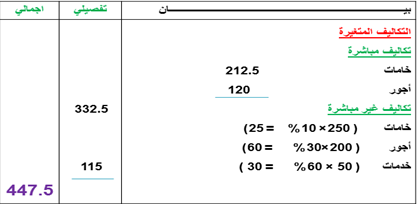 بيـــــــــــــــــــــــــان تفصيلي اجمالي
التكاليف المتغيرة
تكاليف مباشرة
خامات 212.5
أجور 120
332.5
تكاليف غير مباشرة
خامات ( 250×10 % = 25)
أجور ( 200×30% = 60)
خدمات ( 50 × 60 % = 30 ) 115
447.5